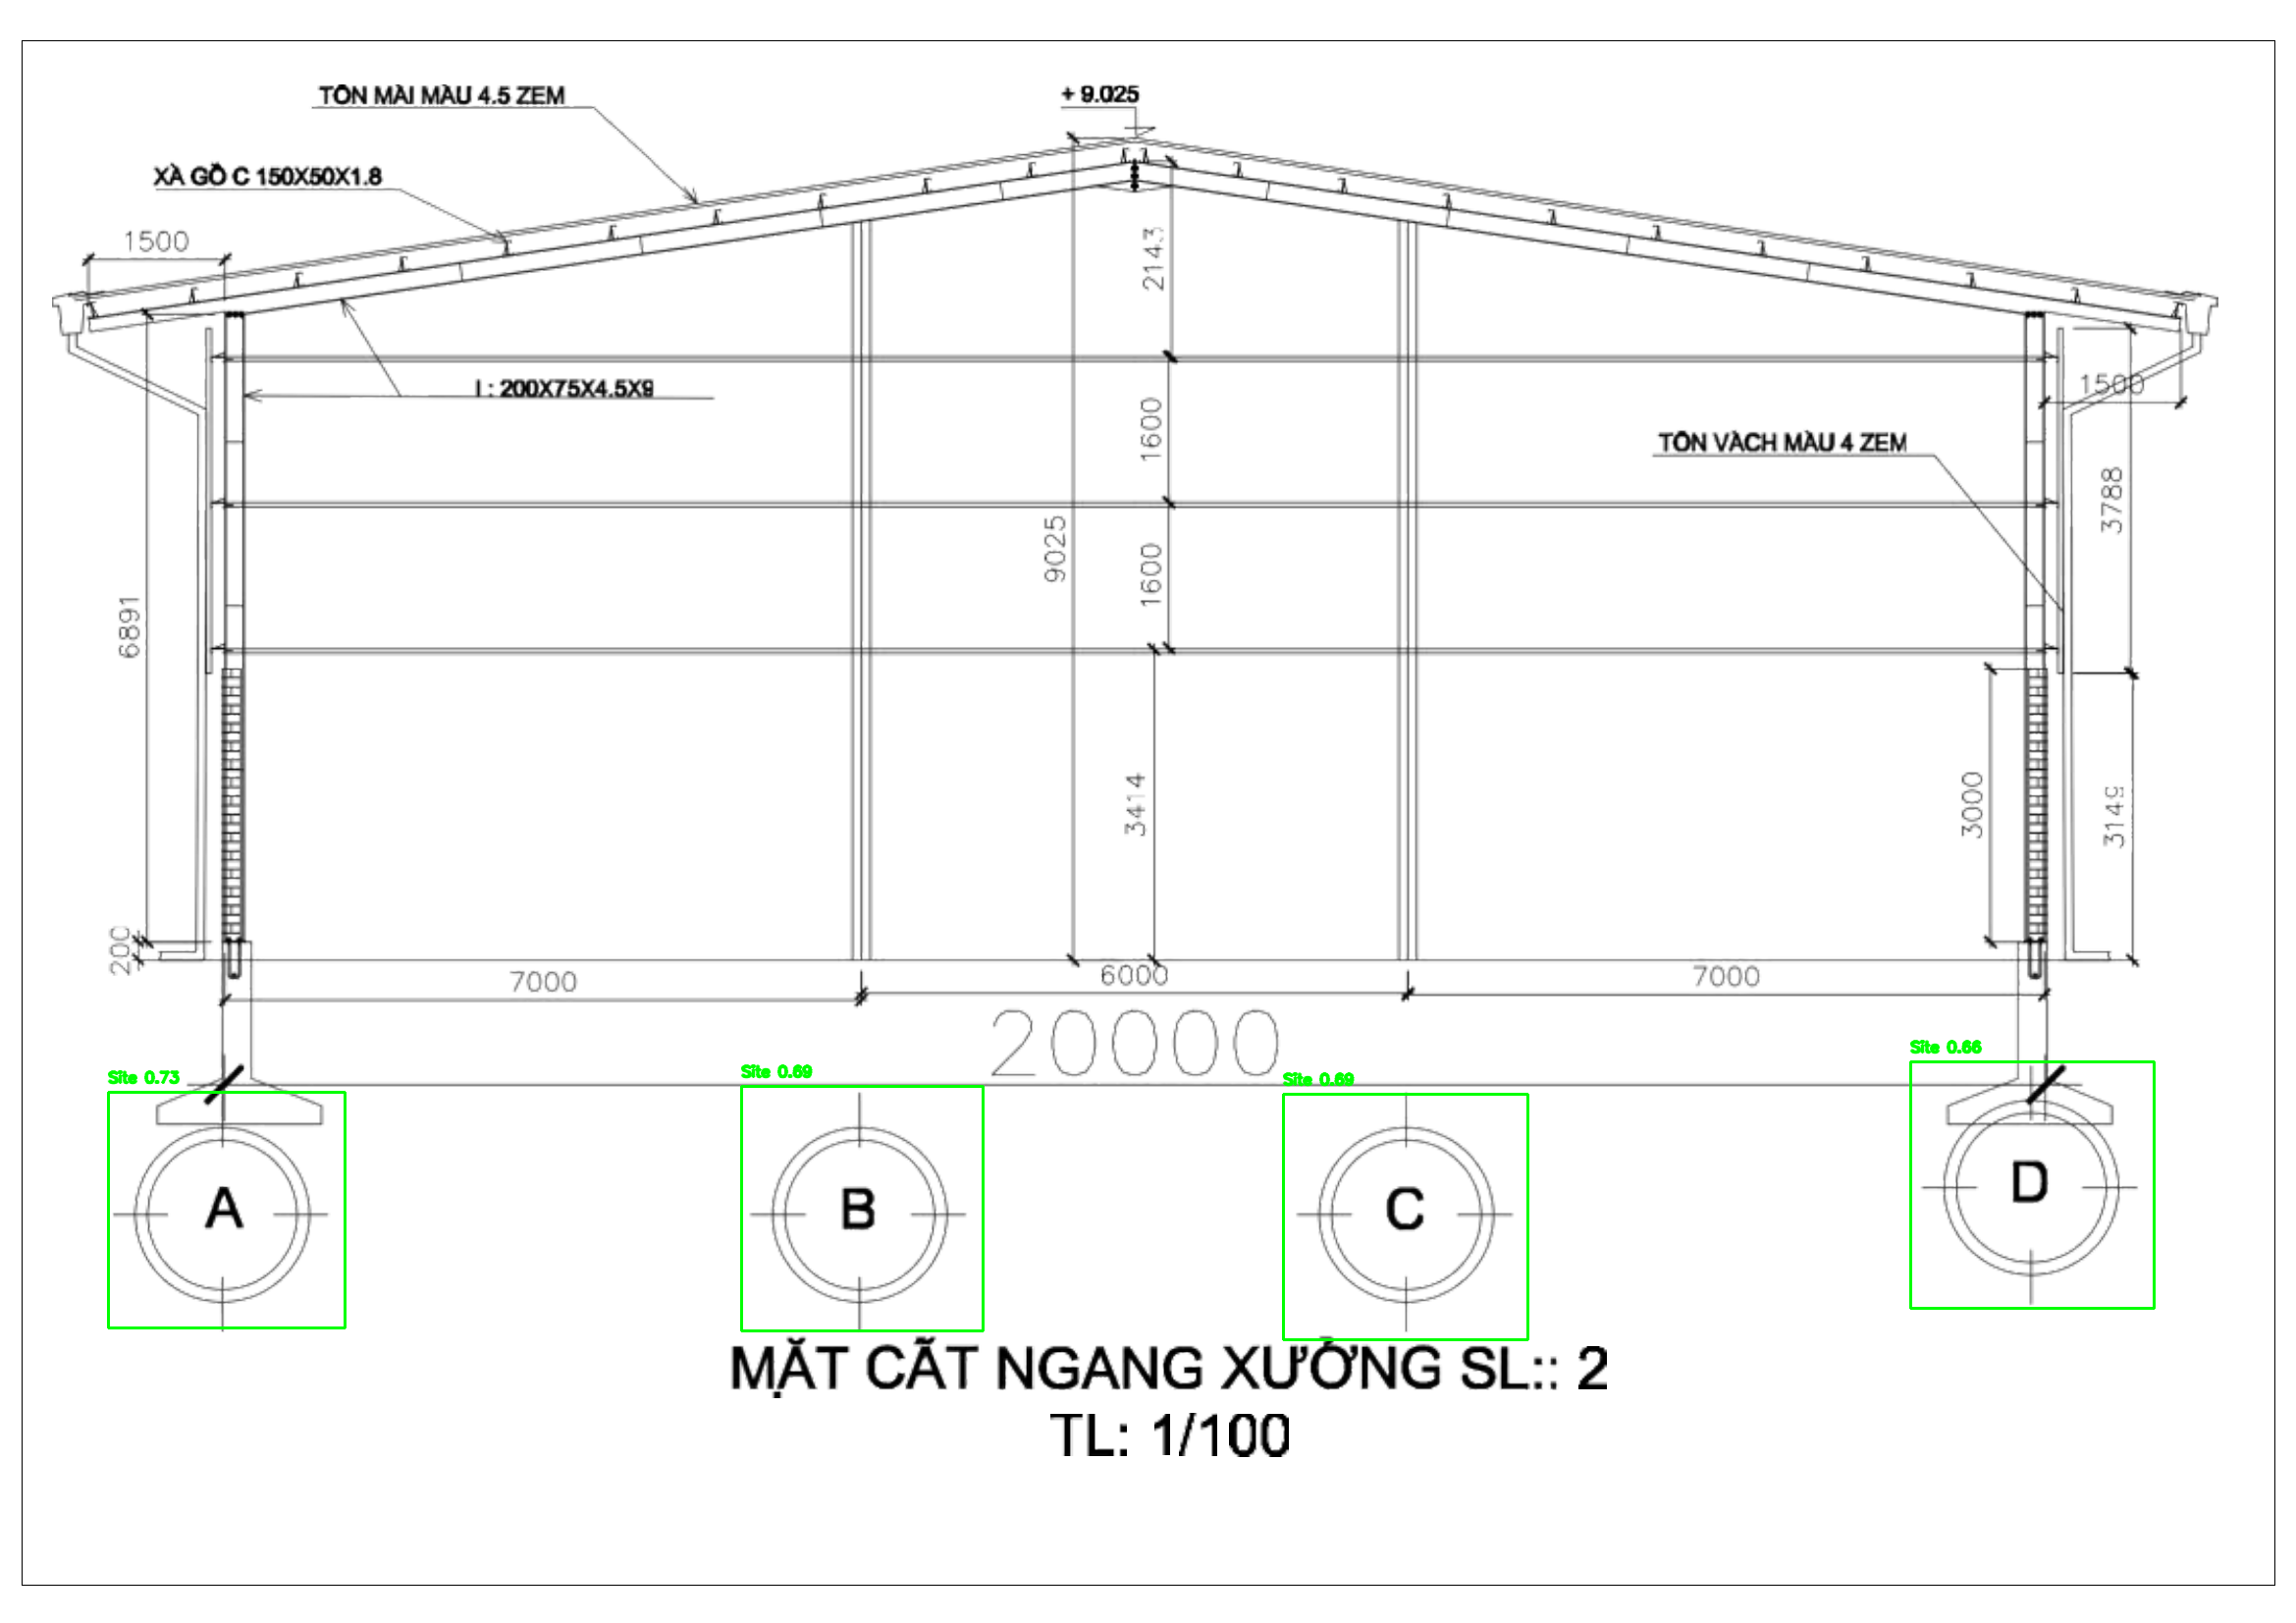 TÔN MÁI MÀU 4.5 ZEM
+ 9.025
XÀ GỒ C 150X50X1.8
1500
2143
I : 200X75X4.5X9
1500
1600
TÔN VÁCH MÀU 4 ZEM
3788
9025
1600
6891
3414
3000
3149
200
7000
6000
7000
20000
Site 0.73
Site 0.69
Site 0.69
Site 0.66
A
B
C
D
MẶT CẮT NGANG XƯỞNG SL:: 2
TL: 1/100